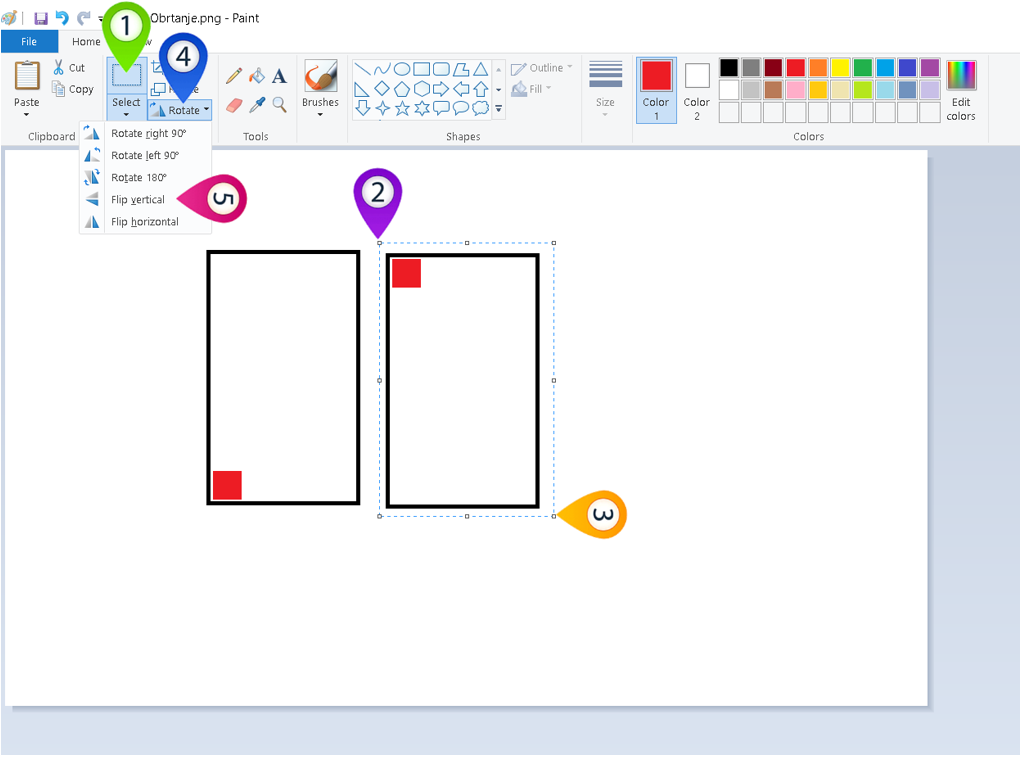 Obrtanje.png - Paint
1
File
Home
w
4
Cut
Copy
Paste
Select
Rotate
Brushes
A
Outline
Fill
Size
Color
1
Color
2
Edit
colors
Clipboard
Tools
Shapes
Colors
Rotate right 90°
Rotate left 90°
Rotate 180°
Flip vertical
Flip horizontal
5
2
3